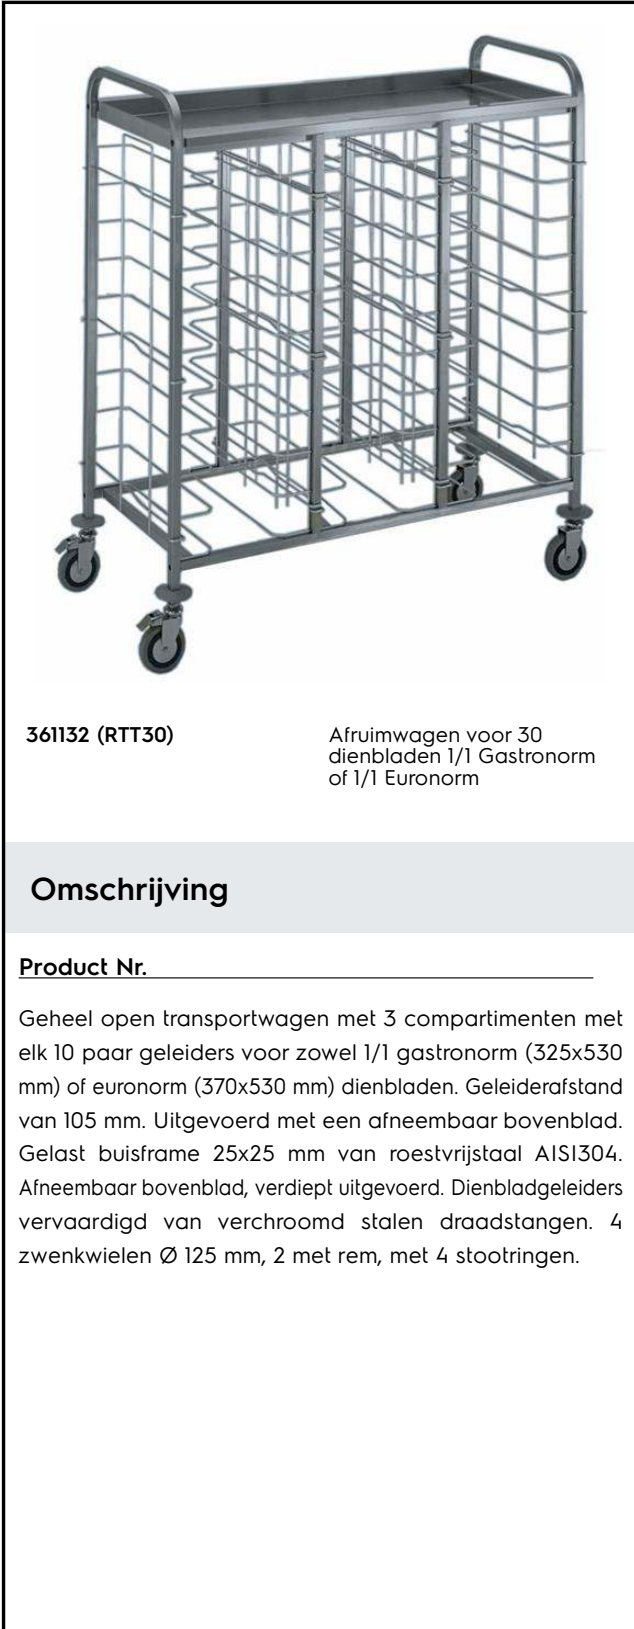 361132 (RTT30)
Afruimwagen voor 30
dienbladen 1/1 Gastronorm
of 1/1 Euronorm
Omschrijving
Product Nr.
Geheel open transportwagen met 3 compartimenten met
elk 10 paar geleiders voor zowel 1/1 gastronorm (325x530
mm) of euronorm (370x530 mm) dienbladen. Geleiderafstand
van 105 mm. Uitgevoerd met een afneembaar bovenblad.
Gelast buisframe 25x25 mm van roestvrijstaal AISI304.
Afneembaar bovenblad, verdiept uitgevoerd. Dienbladgeleiders
vervaardigd van verchroomd stalen draadstangen. 4
zwenkwielen Ø 125 mm, 2 met rem, met 4 stootringen.